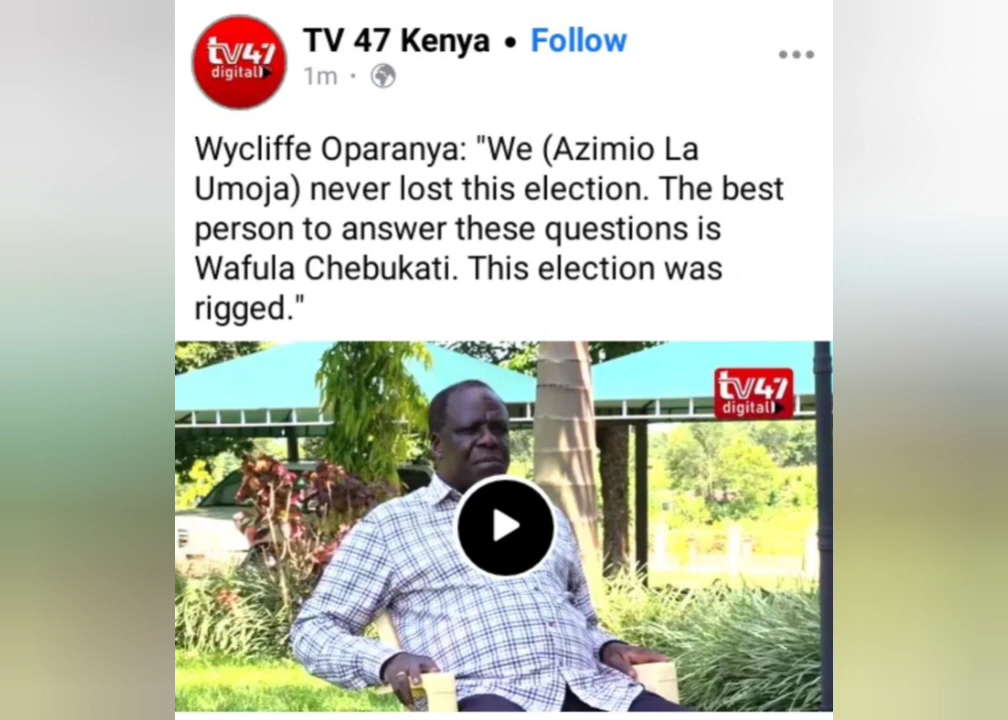 tv47
digital
TV 47 Kenya • Follow
1m ·
Wycliffe Oparanya: "We (Azimio La
Umoja) never lost this election. The best
person to answer these questions is
Wafula Chebukati. This election was
rigged."
tv47
digital